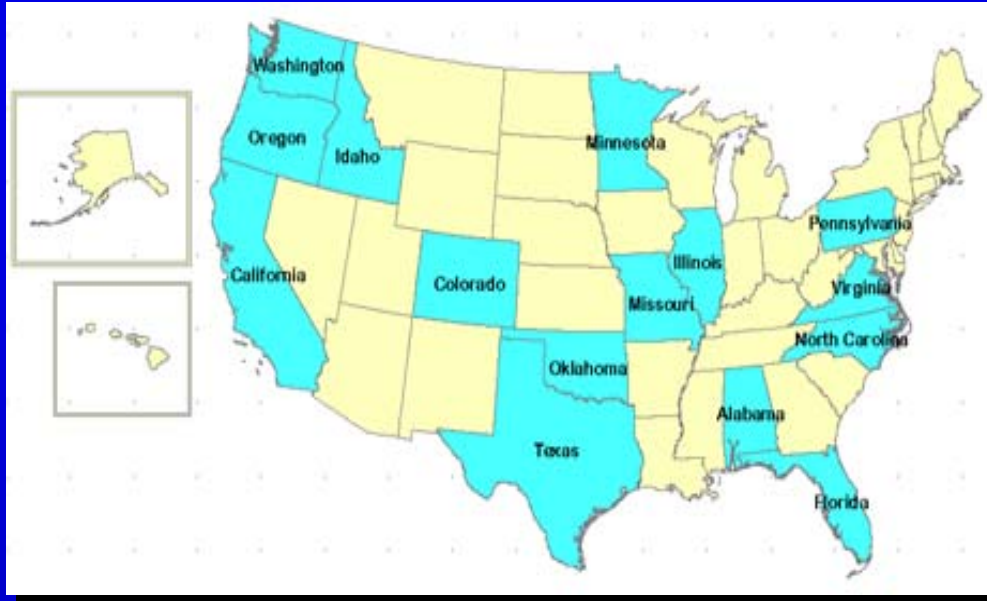 Washington
Oregon
Idaho
Minnesota
Pennsylvania
California
Colorado
Illinois
Missouri
Virginia
North Carolina
Oklahoma
Alabama
Texas
Florida